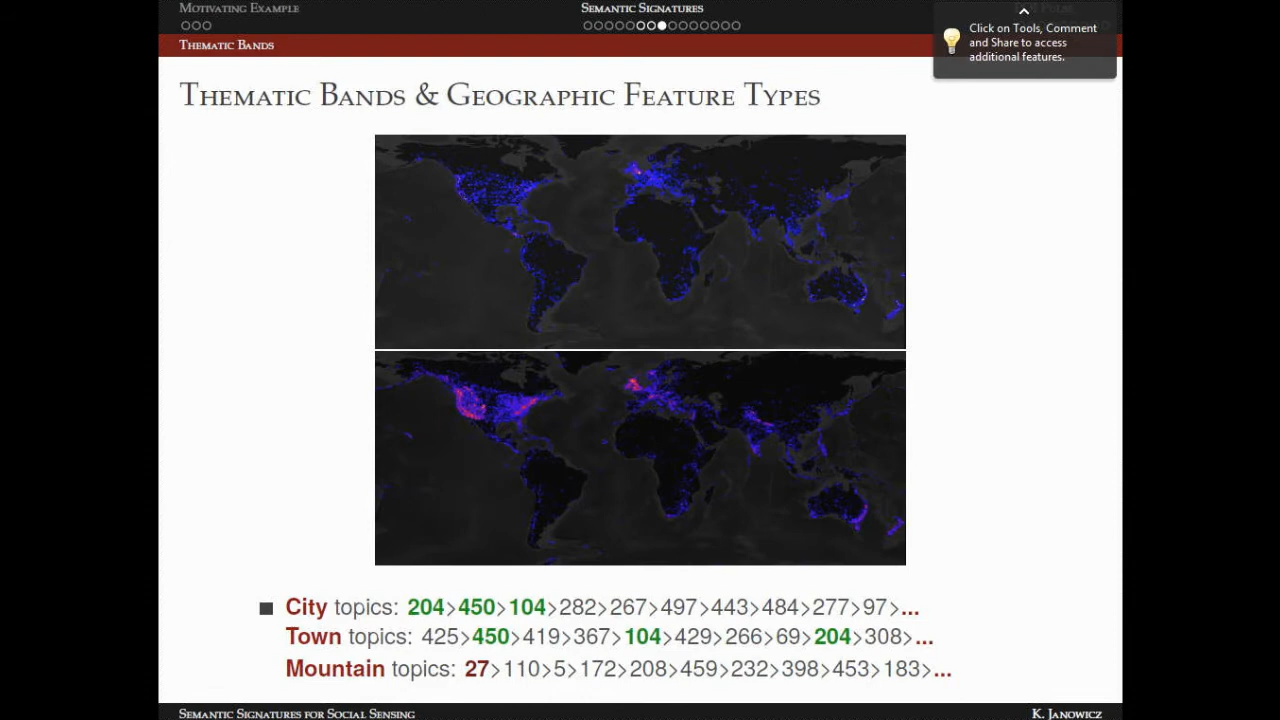 Motivating Example
Semantic Signatures
Thematic Bands
Click on Tools, Comment
and Share to access
additional features.
Thematic Bands & Geographic Feature Types
City topics: 204>450>104>282>267>497>443>484>277>97>...
Town topics: 425>450>419>367>104>429>266>69>204>308>...
Mountain topics: 27>110>5>172>208>459>232>398>453>183>...
Semantic Signatures for Social Sensing
K. Janowicz